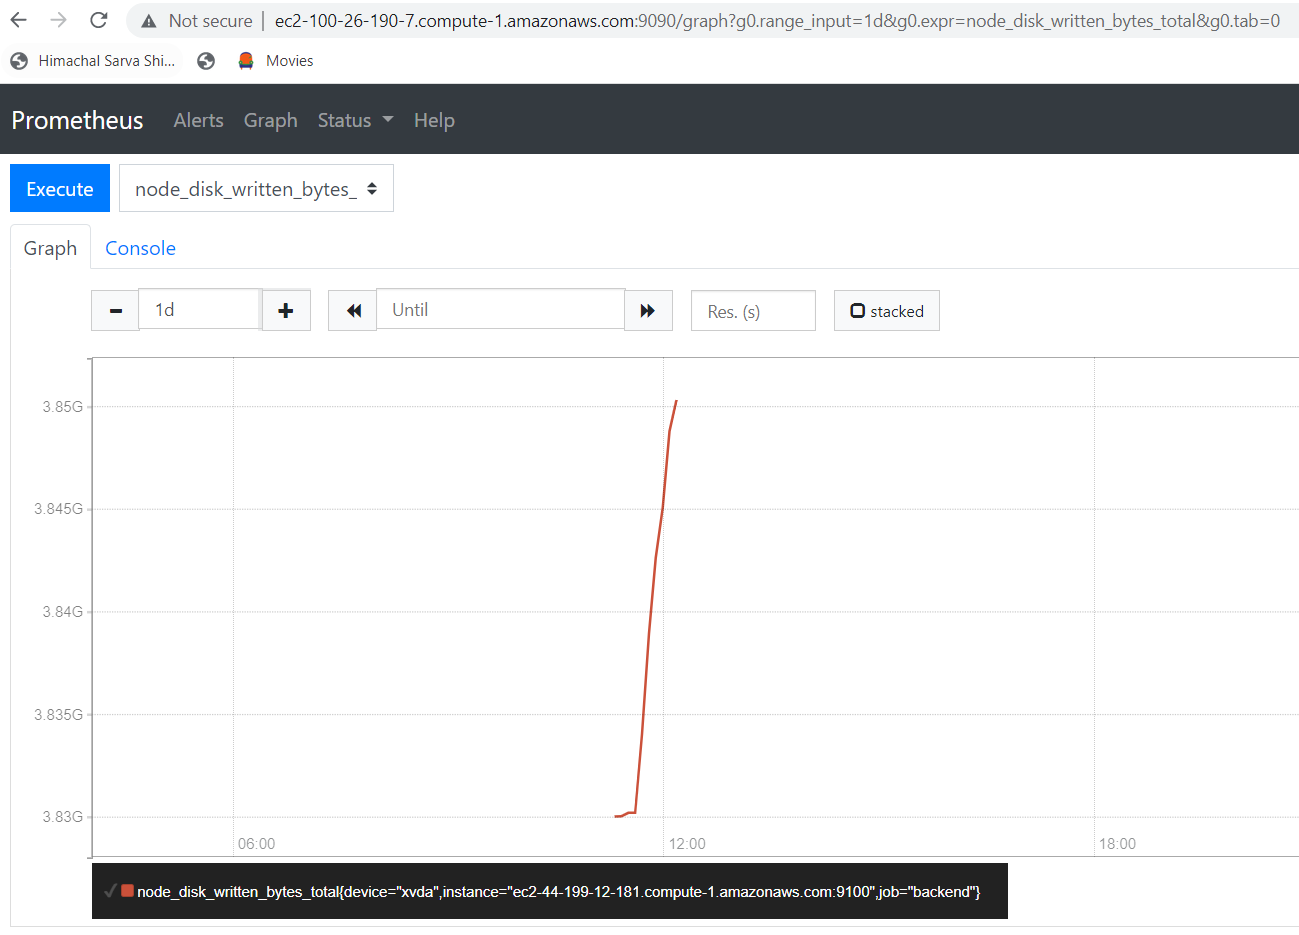 Not secure | ec2-100-26-190-7.compute-1.amazonaws.com:9090/graph?g0.range_input=1d&g0.expr=node_disk_written_bytes_total&g0.tab=0
Himachal Sarva Shi... Movies
Prometheus Alerts Graph Status Help
Execute node_disk_written_bytes_
Graph Console
1d Until Res. (s) stacked
3.85G
3.845G
3.84G
3.835G
3.83G
06:00 12:00 18:00
node_disk_written_bytes_total{device="xvda",instance="ec2-44-199-12-181.compute-1.amazonaws.com:9100",job="backend"}